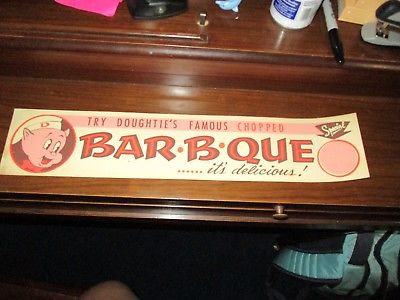 TRY DOUGHTIE'S FAMOUS CHOPPED
Special
BAR·B·QUE
...... it's delicious!